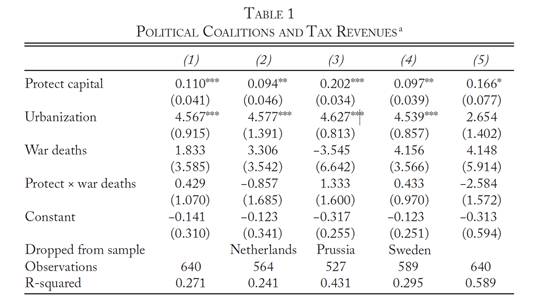 TABLE 1
POLITICAL COALITIONS AND TAX REVENUES a
(1) (2) (3) (4) (5)
Protect capital 0.110*** 0.094** 0.202*** 0.097** 0.166*
(0.041) (0.046) (0.034) (0.039) (0.077)
Urbanization 4.567*** 4.577*** 4.627*** 4.539*** 2.654
(0.915) (1.391) (0.813) (0.857) (1.402)
War deaths 1.833 3.306 −3.545 4.156 4.148
(3.585) (3.542) (6.642) (3.566) (5.914)
Protect × war deaths 0.429 −0.857 1.333 0.433 −2.584
(1.070) (1.685) (1.600) (0.970) (1.572)
Constant −0.141 −0.123 −0.317 −0.123 −0.313
(0.310) (0.341) (0.255) (0.251) (0.594)
Dropped from sample Netherlands Prussia Sweden
Observations 640 564 527 589 640
R-squared 0.271 0.241 0.431 0.295 0.589